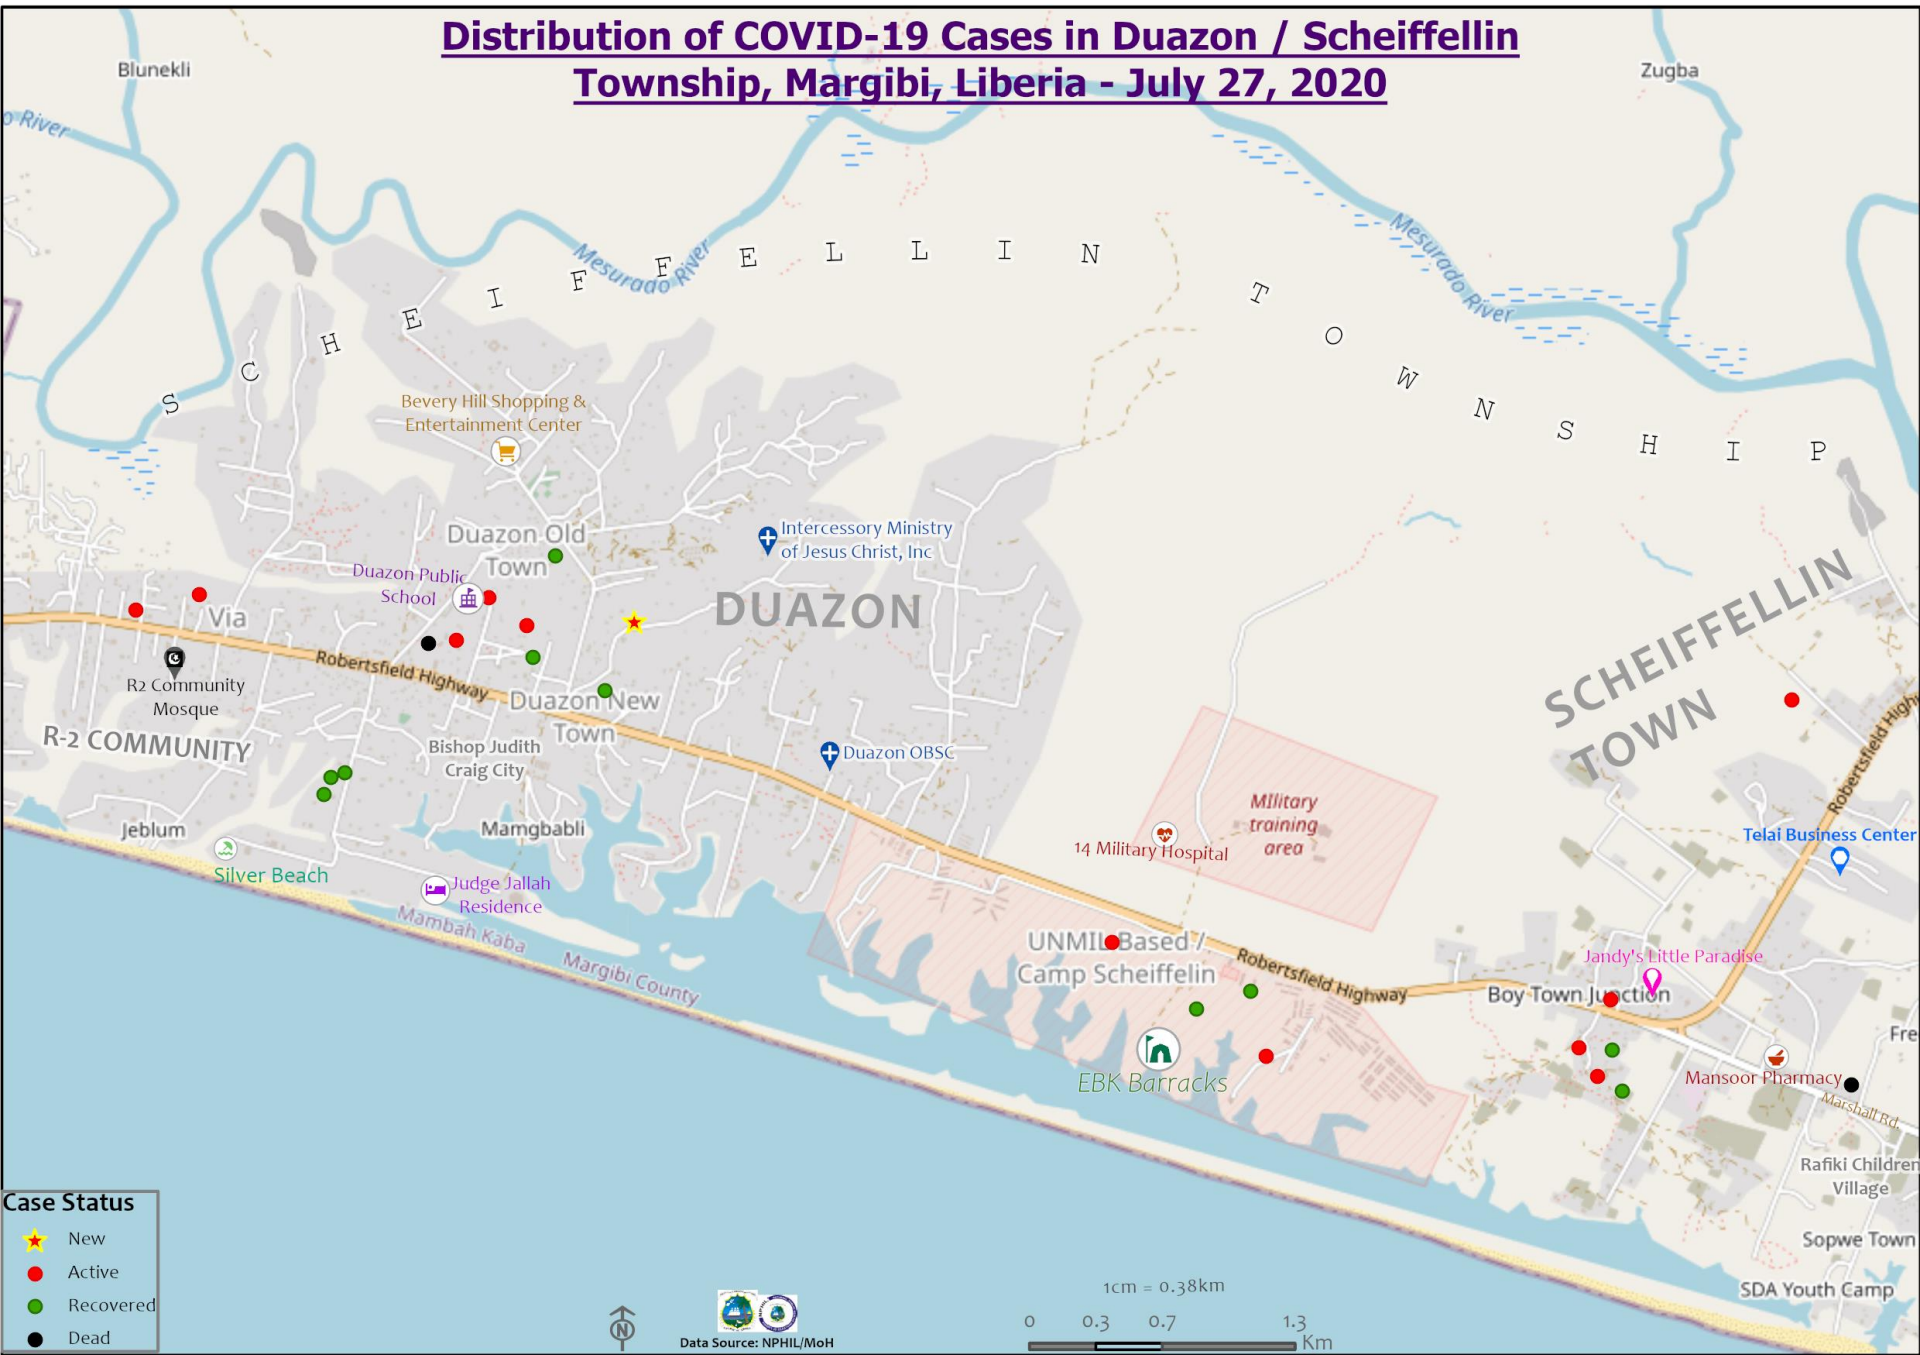 Distribution of COVID-19 Cases in Duazon / Scheiffellin
Township, Margibi, Liberia - July 27, 2020
Blunekli
Zugba
o River
Mesurado River
Mesurado River
SCHEIFFELLIN TOWNSHIP
Bevery Hill Shopping &
Entertainment Center
Duazon Old
Town
Intercessory Ministry
of Jesus Christ, Inc
Duazon Public
School
DUAZON
Via
Robertsfield Highway
R2 Community
Mosque
R-2 COMMUNITY
Duazon New
Town
Bishop Judith
Craig City
Duazon OBSC
SCHEIFFELLIN
TOWN
Robertsfield High
Jeblum
Mamgbabli
Silver Beach
Judge Jallah
Residence
Mambah Kaba
Margibi County
MIlitary
training
area
14 Military Hospital
Telai Business Center
UNMIL Based /
Camp Scheiffelin
Robertsfield Highway
EBK Barracks
Jandy's Little Paradise
Boy Town Junction
Fre
Mansoor Pharmacy
Marshall Rd.
Rafiki Children
Village
Sopwe Town
SDA Youth Camp
Case Status
New
Active
Recovered
Dead
N
Data Source: NPHIL/MoH
1cm = 0.38km
0 0.3 0.7 1.3
Km